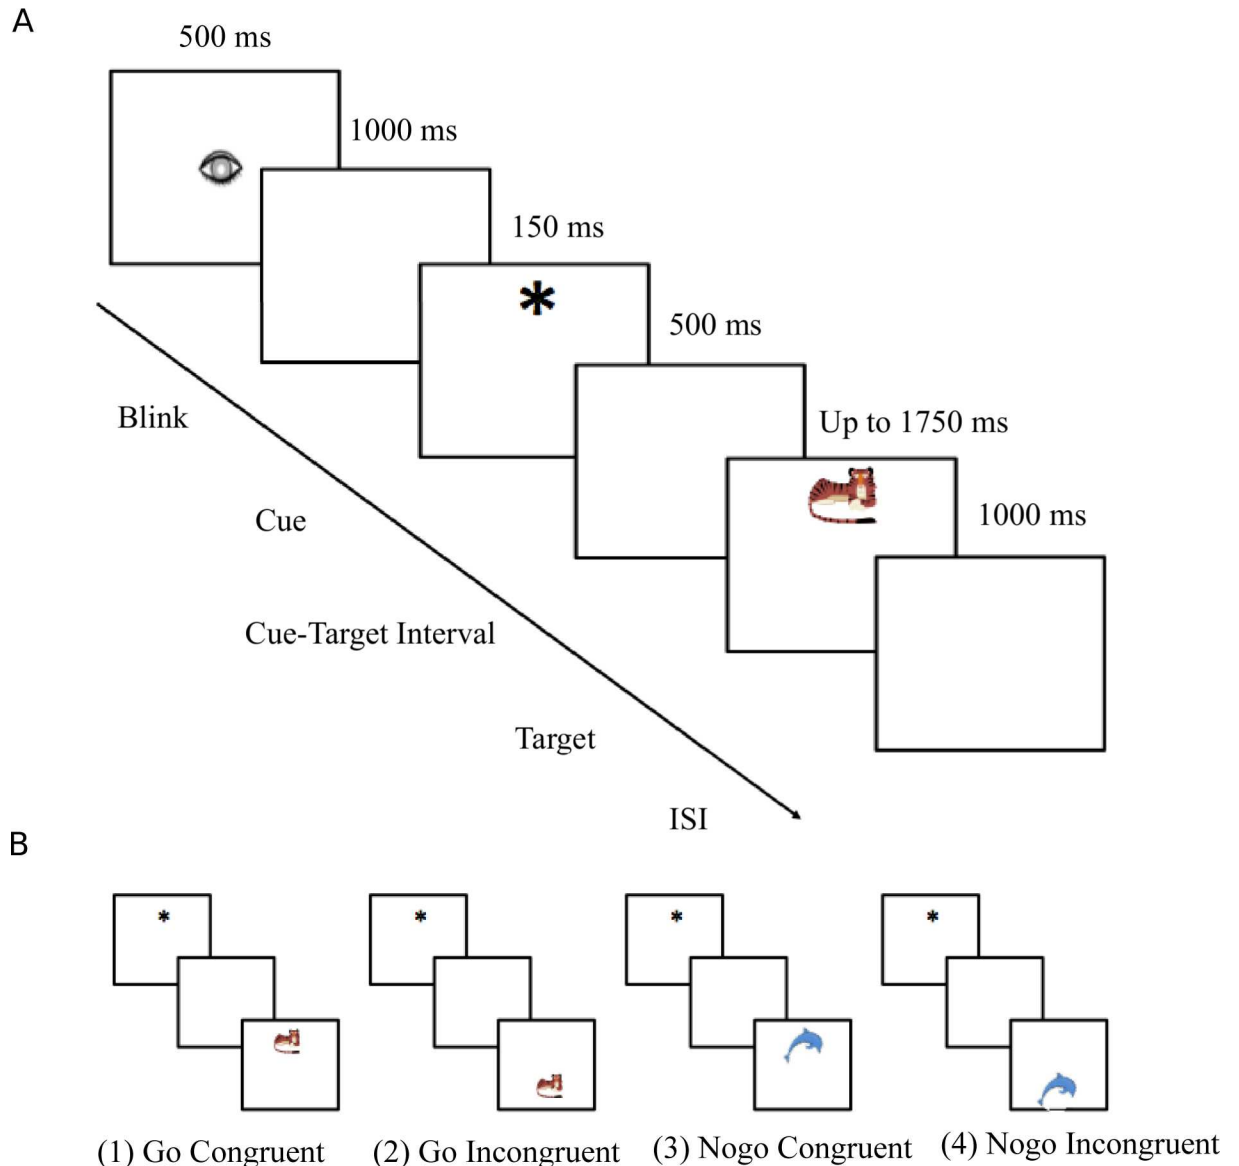 A
500 ms
1000 ms
150 ms
*
500 ms
Up to 1750 ms
1000 ms
Blink
Cue
Cue-Target Interval
Target
ISI
B
* * * *
(1) Go Congruent (2) Go Incongruent (3) Nogo Congruent (4) Nogo Incongruent